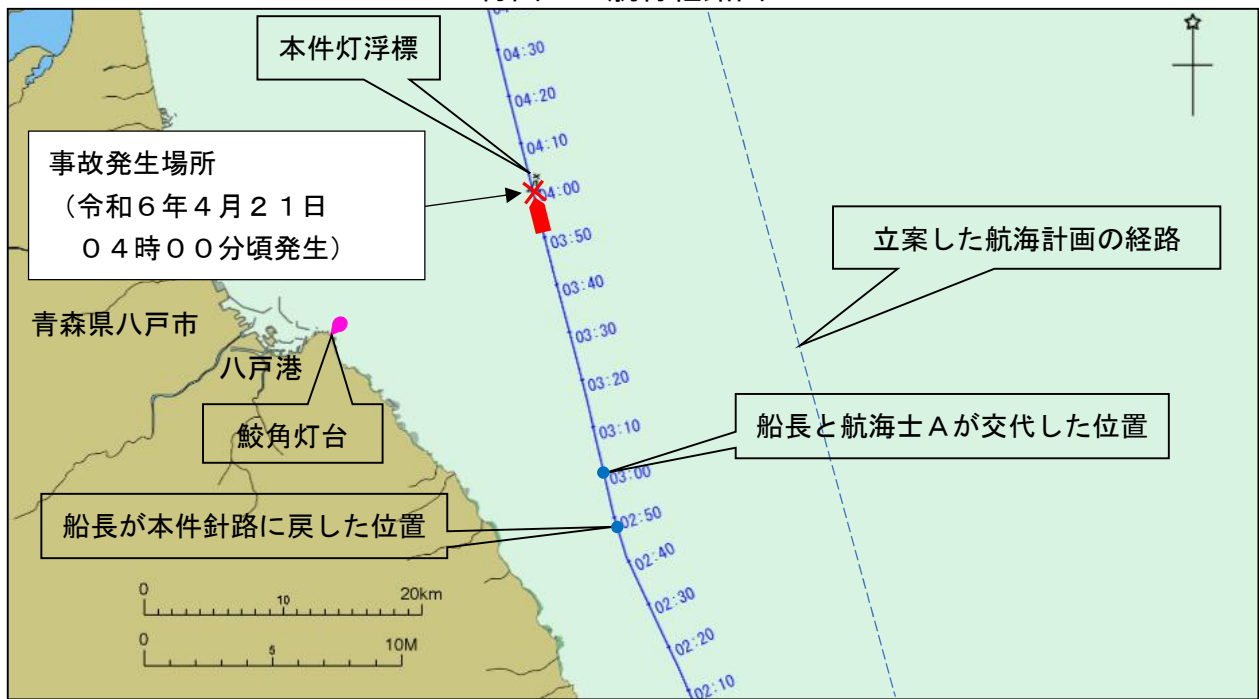 04:30
本件灯浮標
04:20
04:10
事故発生場所
（令和６年４月２１日
０４時００分頃発生）
04:00
03:50
立案した航海計画の経路
03:40
青森県八戸市
03:30
八戸港
03:20
鮫角灯台
船長と航海士Ａが交代した位置
03:10
03:00
船長が本件針路に戻した位置
02:50
02:40
0 10 20km
02:30
0 5 10M
02:20
02:10